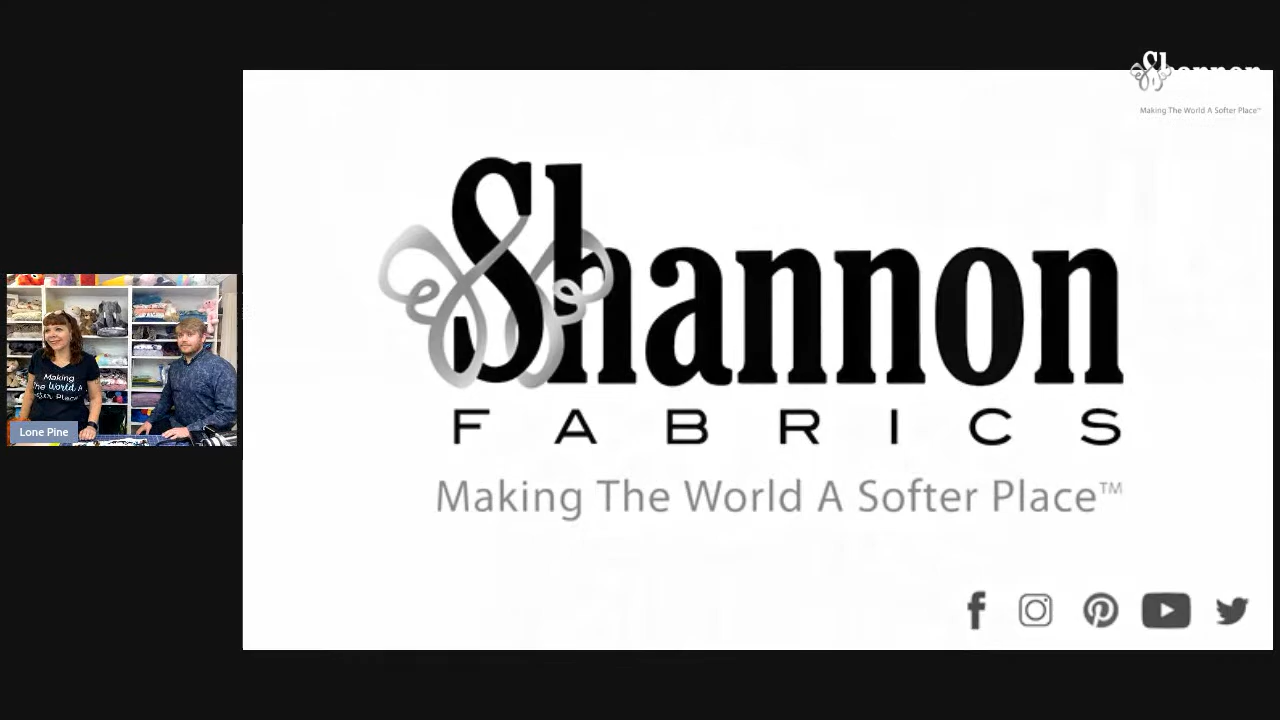 Shannon
Making The World A Softer Place™
Shannon
FABRICS
Making The World A Softer Place™
Making
The World A
Softer Place
Lone Pine